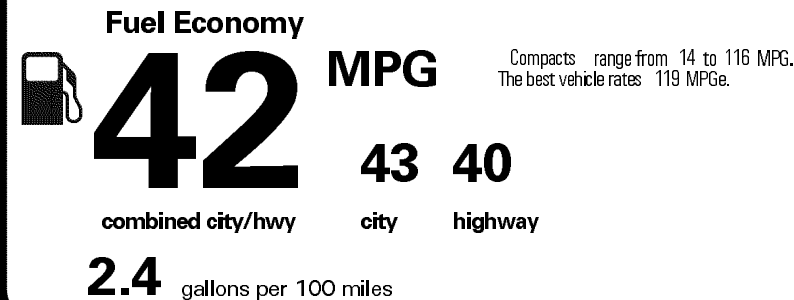 Fuel Economy
42 MPG
Compacts range from 14 to 116 MPG.
The best vehicle rates 119 MPGe.
43 40
combined city/hwy city highway
2.4 gallons per 100 miles